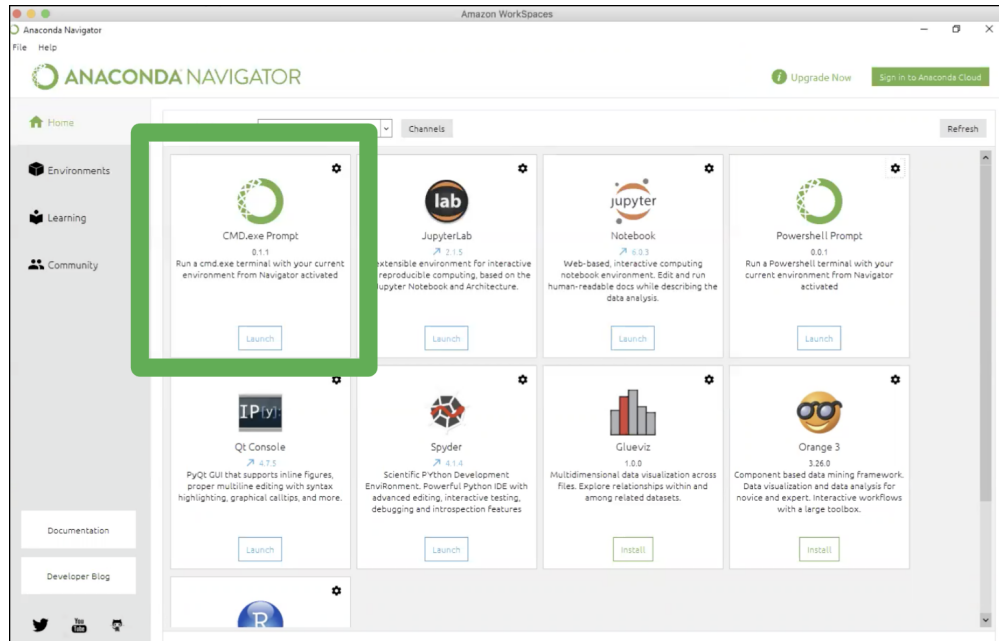 Amazon WorkSpaces
Anaconda Navigator
File Help
ANACONDA NAVIGATOR
Upgrade Now
Sign in to Anaconda Cloud
Home
Environments
Learning
Community
Channels
Refresh
CMD.exe Prompt
0.1.1
Run a cmd.exe terminal with your current
environment from Navigator activated
Launch
lab
JupyterLab
2.1.5
extensible environment for interactive
reproducible computing, based on the
Jupyter Notebook and Architecture.
Launch
jupyter
Notebook
6.0.3
Web-based, interactive computing
notebook environment. Edit and run
human-readable docs while describing the
data analysis.
Launch
Powershell Prompt
0.0.1
Run a Powershell terminal with your
current environment from Navigator
activated
Launch
IP[y]:
Qt Console
4.7.5
PyQt GUI that supports inline figures,
proper multiline editing with syntax
highlighting, graphical calltips, and more.
Launch
Spyder
4.1.4
Scientific PYthon Development
EnviRonment. Powerful Python IDE with
advanced editing, interactive testing,
debugging and introspection features
Launch
Glueviz
1.0.0
Multidimensional data visualization across
files. Explore relationships within and
among related datasets.
Install
Orange 3
3.26.0
Component based data mining framework.
Data visualization and data analysis for
novice and expert. Interactive workflows
with a large toolbox.
Install
R
Documentation
Developer Blog
You
Tube